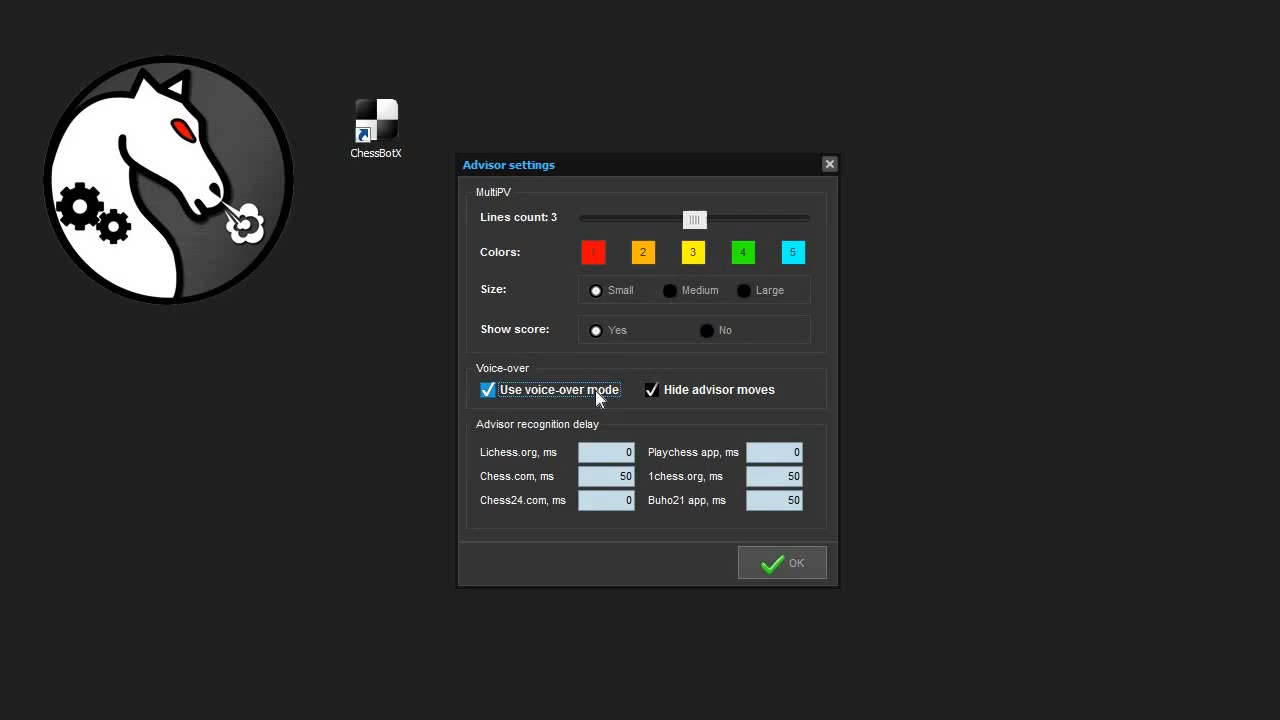 ChessBotX
Advisor settings
MultiPV
Lines count: 3
Colors: 1 2 3 4 5
Size: Small Medium Large
Show score: Yes No
Voice-over
Use voice-over mode Hide advisor moves
Advisor recognition delay
Lichess.org, ms 0 Playchess app, ms 0
Chess.com, ms 50 1chess.org, ms 50
Chess24.com, ms 0 Buho21 app, ms 50
OK